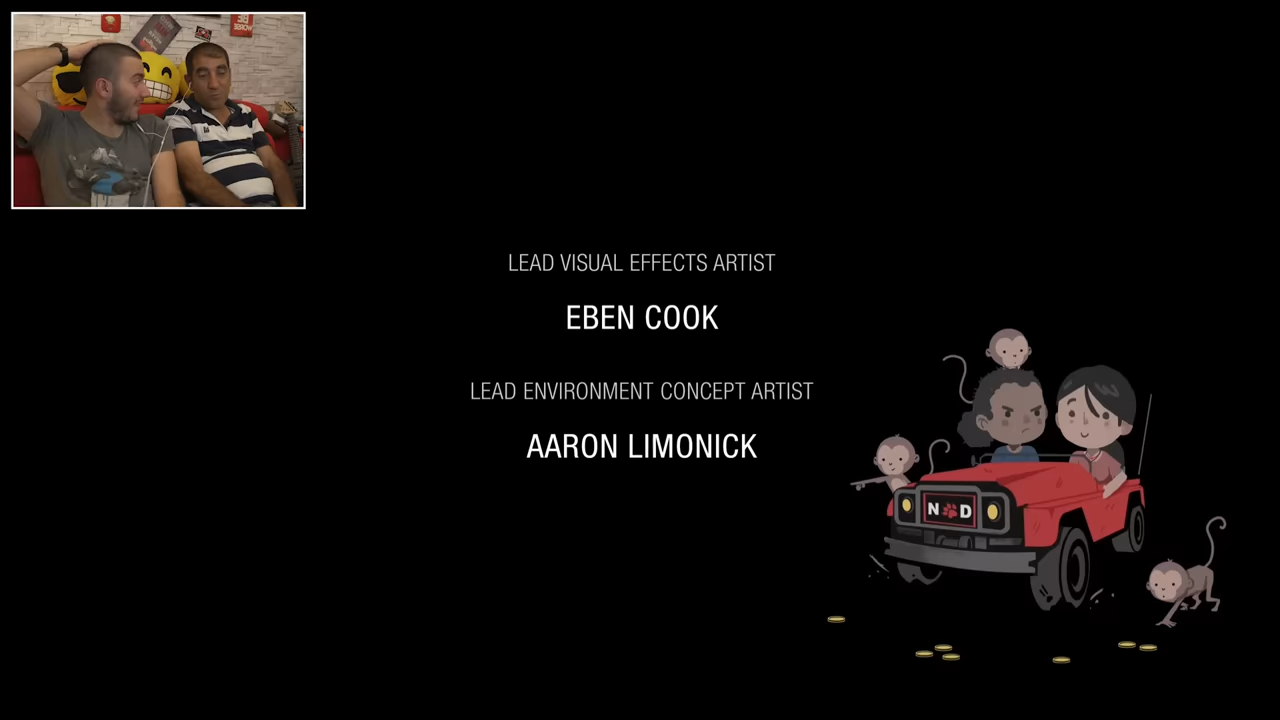 LEAD VISUAL EFFECTS ARTIST
EBEN COOK
LEAD ENVIRONMENT CONCEPT ARTIST
AARON LIMONICK
N D